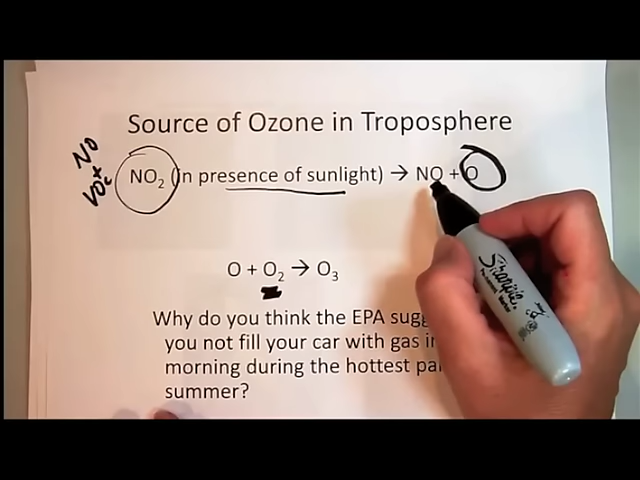 Source of Ozone in Troposphere
NO
VOC+
NO₂ (in presence of sunlight) → NO + O
O + O₂ → O₃
Why do you think the EPA sugg
you not fill your car with gas in
morning during the hottest pa
summer?
Sharpie